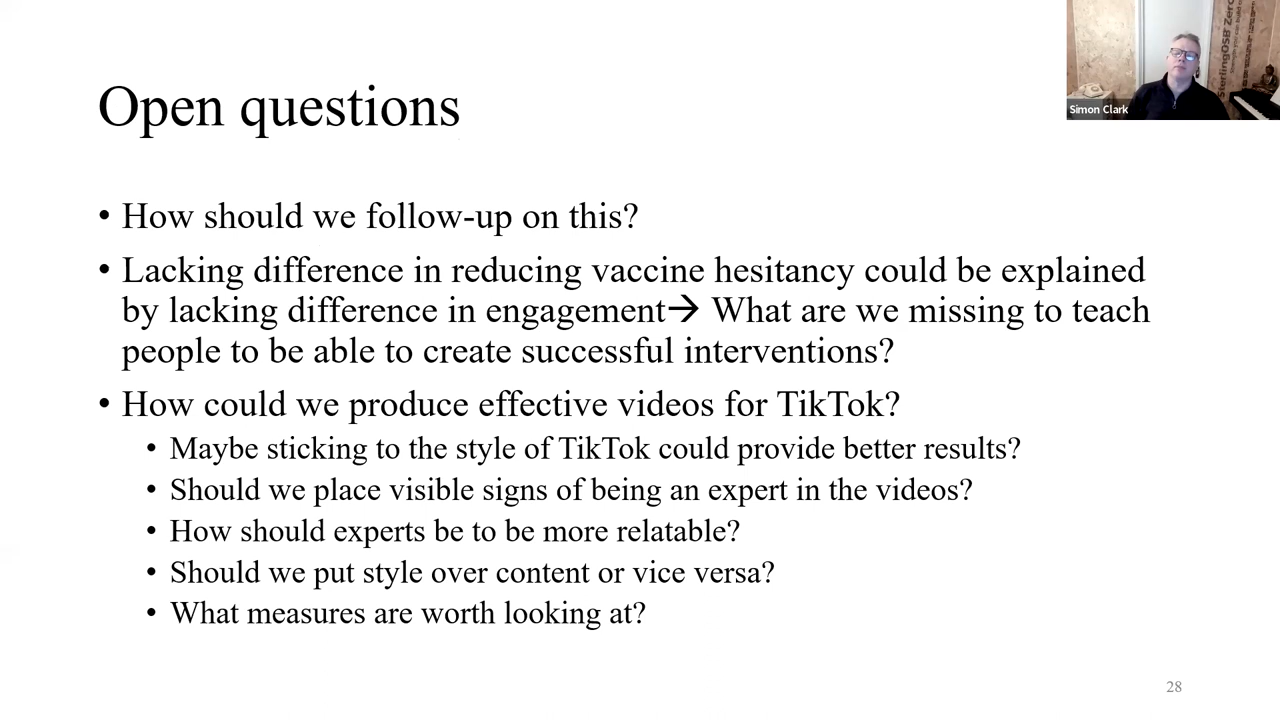 Open questions
• How should we follow-up on this?
• Lacking difference in reducing vaccine hesitancy could be explained
by lacking difference in engagement→ What are we missing to teach
people to be able to create successful interventions?
• How could we produce effective videos for TikTok?
• Maybe sticking to the style of TikTok could provide better results?
• Should we place visible signs of being an expert in the videos?
• How should experts be to be more relatable?
• Should we put style over content or vice versa?
• What measures are worth looking at?
28
SterlingOSB Zero
Simon Clark